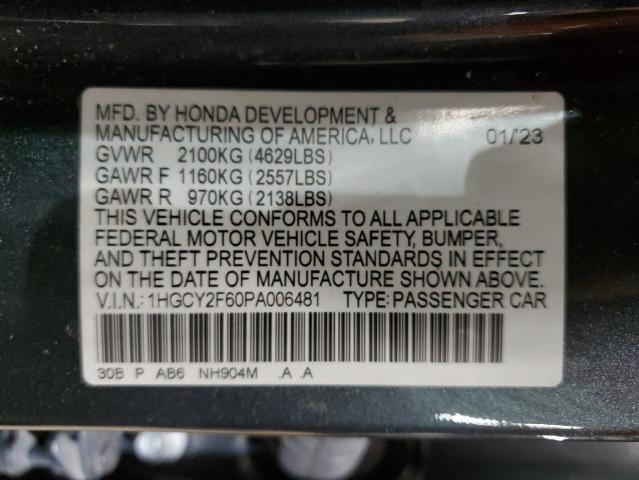 MFD. BY HONDA DEVELOPMENT &
MANUFACTURING OF AMERICA, LLC 01/'23
GVWR 2100KG (4629LBS)
GAWR F 1160KG (2557LBS)
GAWR R 970KG (2138LBS)
THIS VEHICLE CONFORMS TO ALL APPLICABLE
FEDERAL MOTOR VEHICLE SAFETY, BUMPER,
AND THEFT PREVENTION STANDARDS IN EFFECT
ON THE DATE OF MANUFACTURE SHOWN ABOVE.
V.I.N.: 1HGCY2F60PA006481 TYPE: PASSENGER CAR
30B P AB6 NH904M .A .A